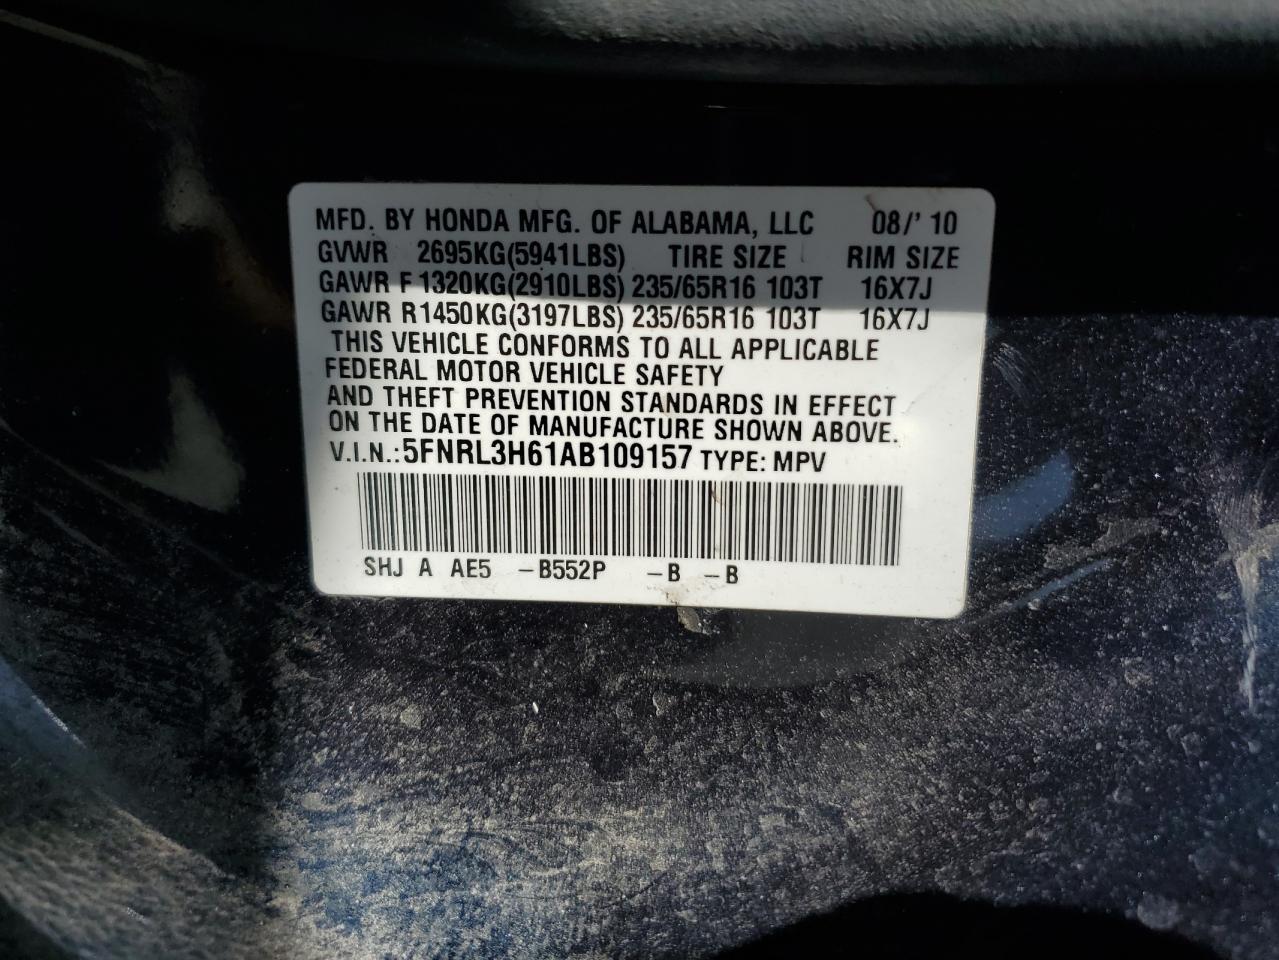 MFD. BY HONDA MFG. OF ALABAMA, LLC 08/' 10
GVWR 2695KG(5941LBS) TIRE SIZE RIM SIZE
GAWR F 1320KG(2910LBS) 235/65R16 103T 16X7J
GAWR R1450KG(3197LBS) 235/65R16 103T 16X7J
THIS VEHICLE CONFORMS TO ALL APPLICABLE
FEDERAL MOTOR VEHICLE SAFETY
AND THEFT PREVENTION STANDARDS IN EFFECT
ON THE DATE OF MANUFACTURE SHOWN ABOVE.
V.I.N.: 5FNRL3H61AB109157 TYPE: MPV
SHJ A AE5 -B552P -B -B